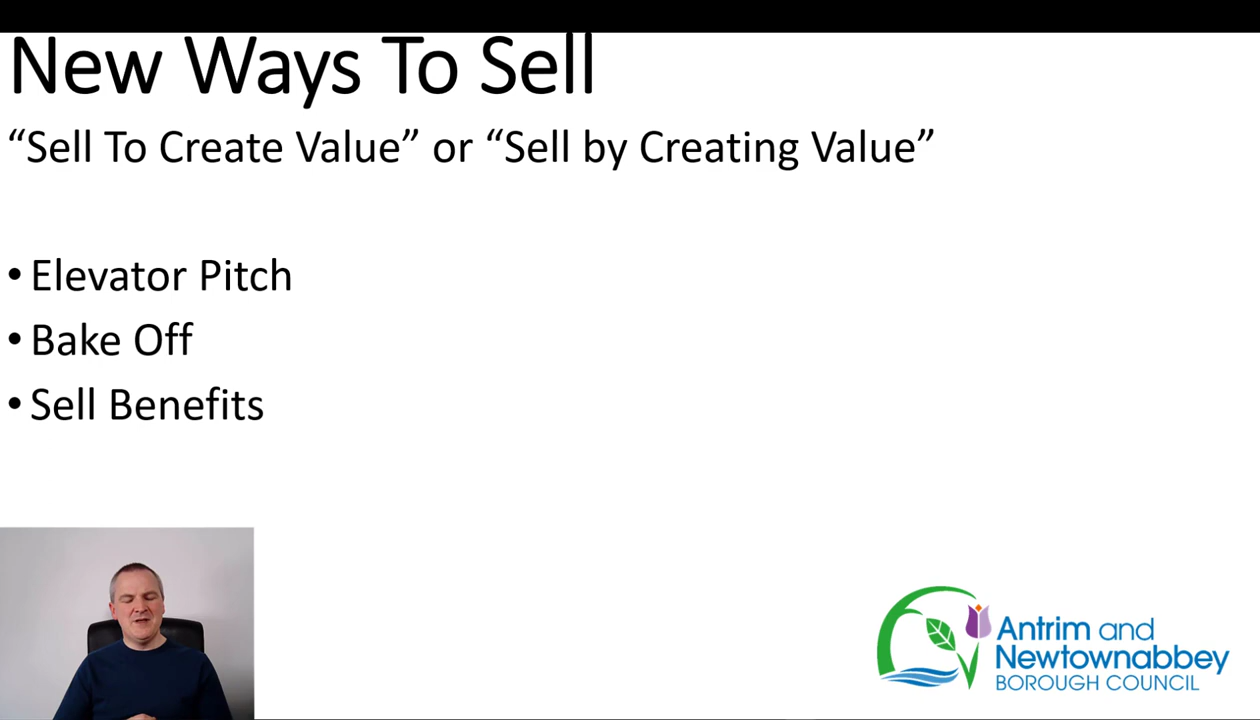 New Ways To Sell
“Sell To Create Value” or “Sell by Creating Value”
• Elevator Pitch
• Bake Off
• Sell Benefits
Antrim and
Newtownabbey
BOROUGH COUNCIL